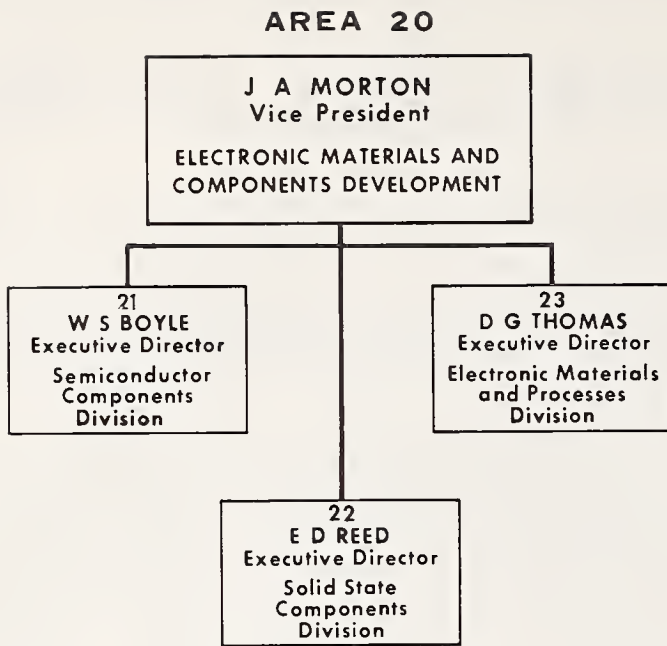 AREA 20
J A MORTON
Vice President
ELECTRONIC MATERIALS AND
COMPONENTS DEVELOPMENT
21
W S BOYLE
Executive Director
Semiconductor
Components
Division
23
D G THOMAS
Executive Director
Electronic Materials
and Processes
Division
22
E D REED
Executive Director
Solid State
Components
Division